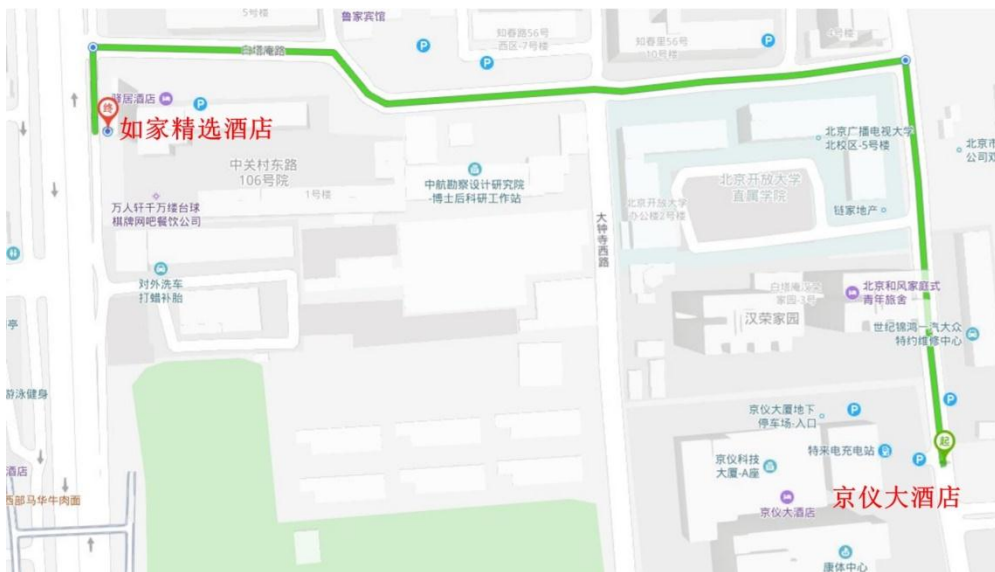 5号楼
鲁家宾馆
知春路56号
西区-7号楼
知春里56号
10号楼
4号楼
白塔庵路
驿居酒店
终
如家精选酒店
中关村东路
106号院
1号楼
中航勘察设计研究院
-博士后科研工作站
北京广播电视大学
北校区-5号楼
北京市
北京开放大学
直属学院
北京开放大学
办公楼2号楼
链家地产
万人轩千万缕台球
棋牌网吧餐饮公司
大钟寺西路
对外洗车
打蜡补胎
北京和风家庭式
青年旅舍
家园-3号
汉荣家园
世纪锦鸿一汽大众
特约维修中心
亭
游泳健身
京仪大厦地下
停车场-入口
特来电充电站
起
京仪科技
大厦-A座
酒店
西部马华牛肉面
京仪大酒店
京仪大酒店
康体中心